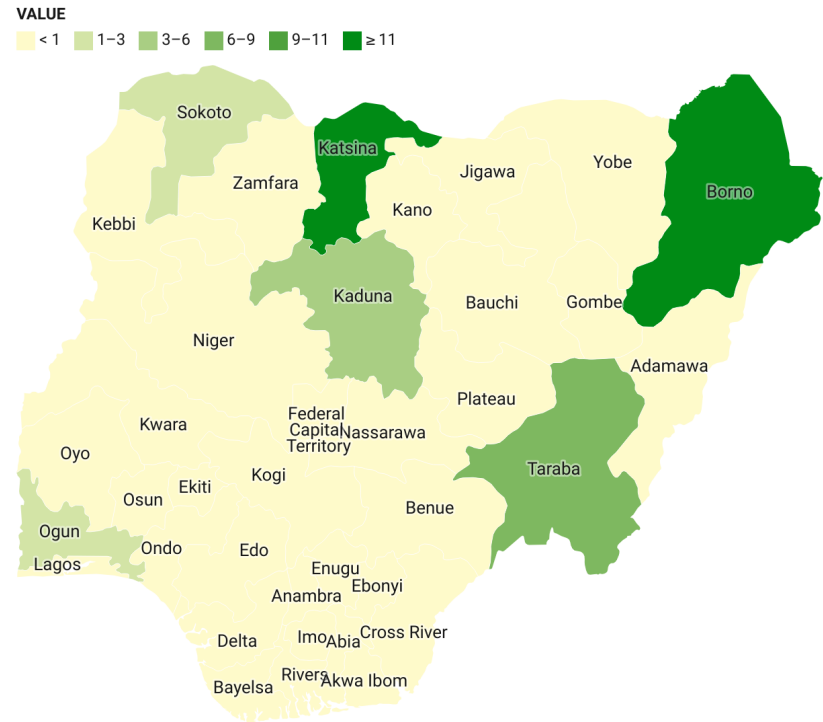 VALUE
< 1 1–3 3–6 6–9 9–11 ≥ 11
Sokoto
Katsina
Yobe
Jigawa
Zamfara
Borno
Kano
Kebbi
Kaduna
Bauchi
Gombe
Niger
Adamawa
Plateau
Federal
Capital
Territory
Nassarawa
Kwara
Oyo
Taraba
Kogi
Ekiti
Osun
Benue
Ogun
Ondo
Edo
Lagos
Enugu
Ebonyi
Anambra
Cross River
Imo
Abia
Delta
Rivers
Akwa Ibom
Bayelsa